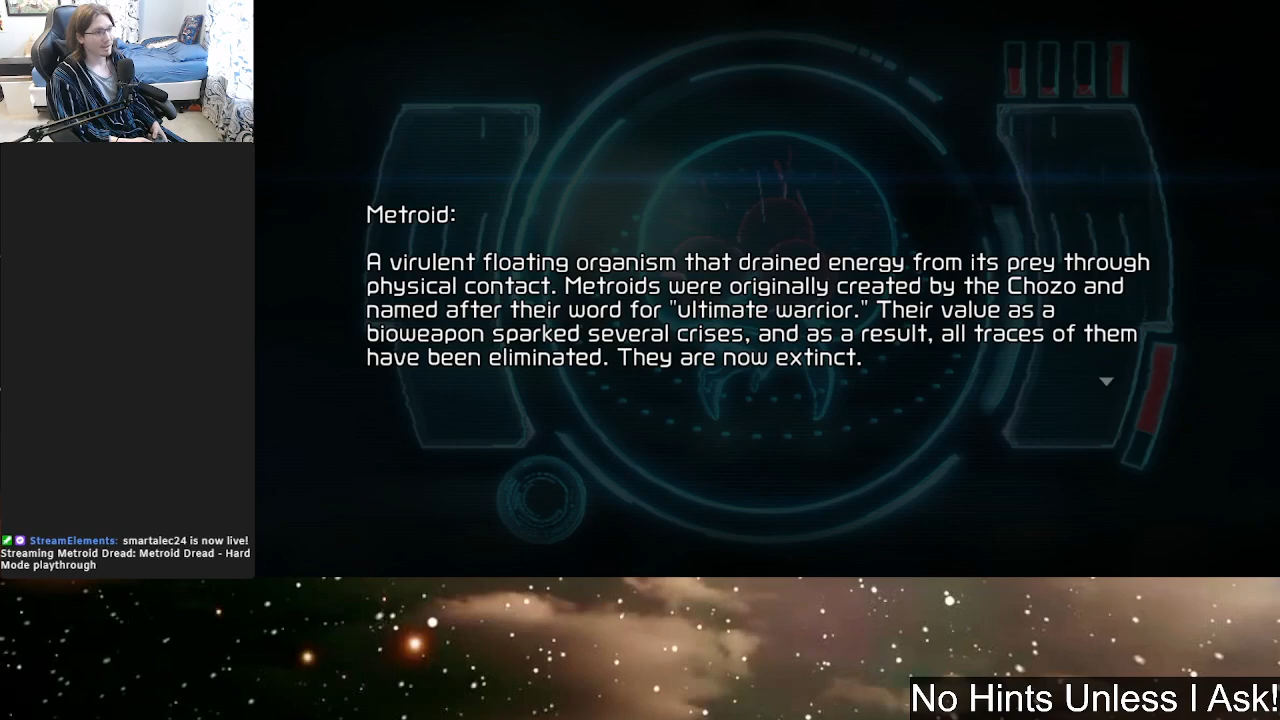 Metroid:
A virulent floating organism that drained energy from its prey through
physical contact. Metroids were originally created by the Chozo and
named after their word for "ultimate warrior." Their value as a
bioweapon sparked several crises, and as a result, all traces of them
have been eliminated. They are now extinct.
StreamElements: smartalec24 is now live!
Streaming Metroid Dread: Metroid Dread - Hard
Mode playthrough
No Hints Unless I Ask!